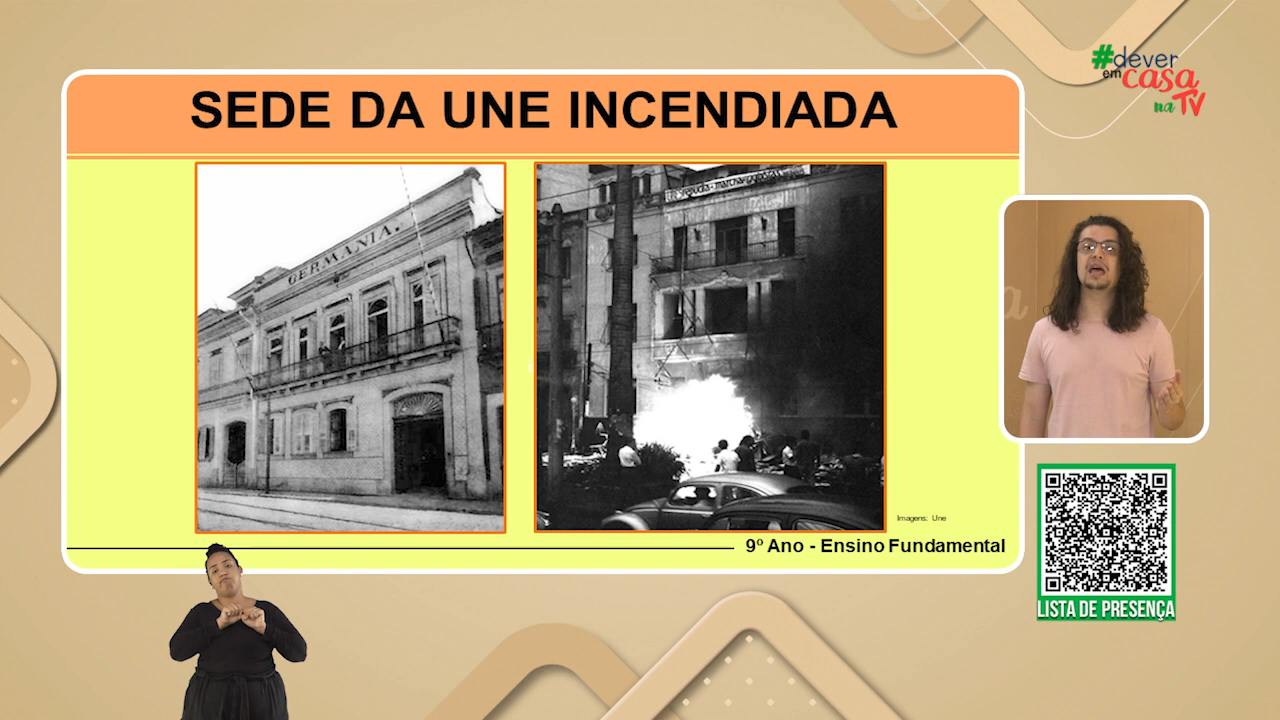 SEDE DA UNE INCENDIADA
#dever
em casa
na TV
GERMANIA.
Imagens: Une
9º Ano - Ensino Fundamental
LISTA DE PRESENÇA